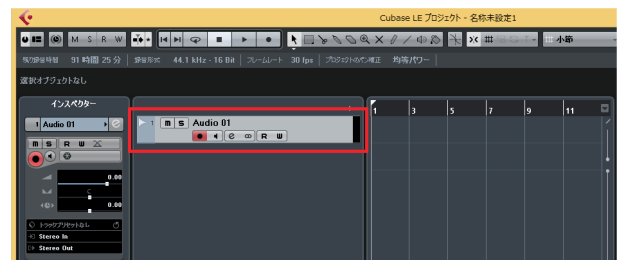 Cubase LE プロジェクト - 名称未設定1
M S R W
小節
残り録音時間 91 時間 25 分 録音形式 44.1 kHz - 16 Bit フレームレート 30 fps プロジェクトのパン補正 均等パワー
選択オブジェクトなし
インスペクター
1 3 5 7 9 11
1 Audio 01
1 m S Audio 01
R W
m S R W
0.00
C
0.00
トラックプリセットなし
Stereo In
Stereo Out